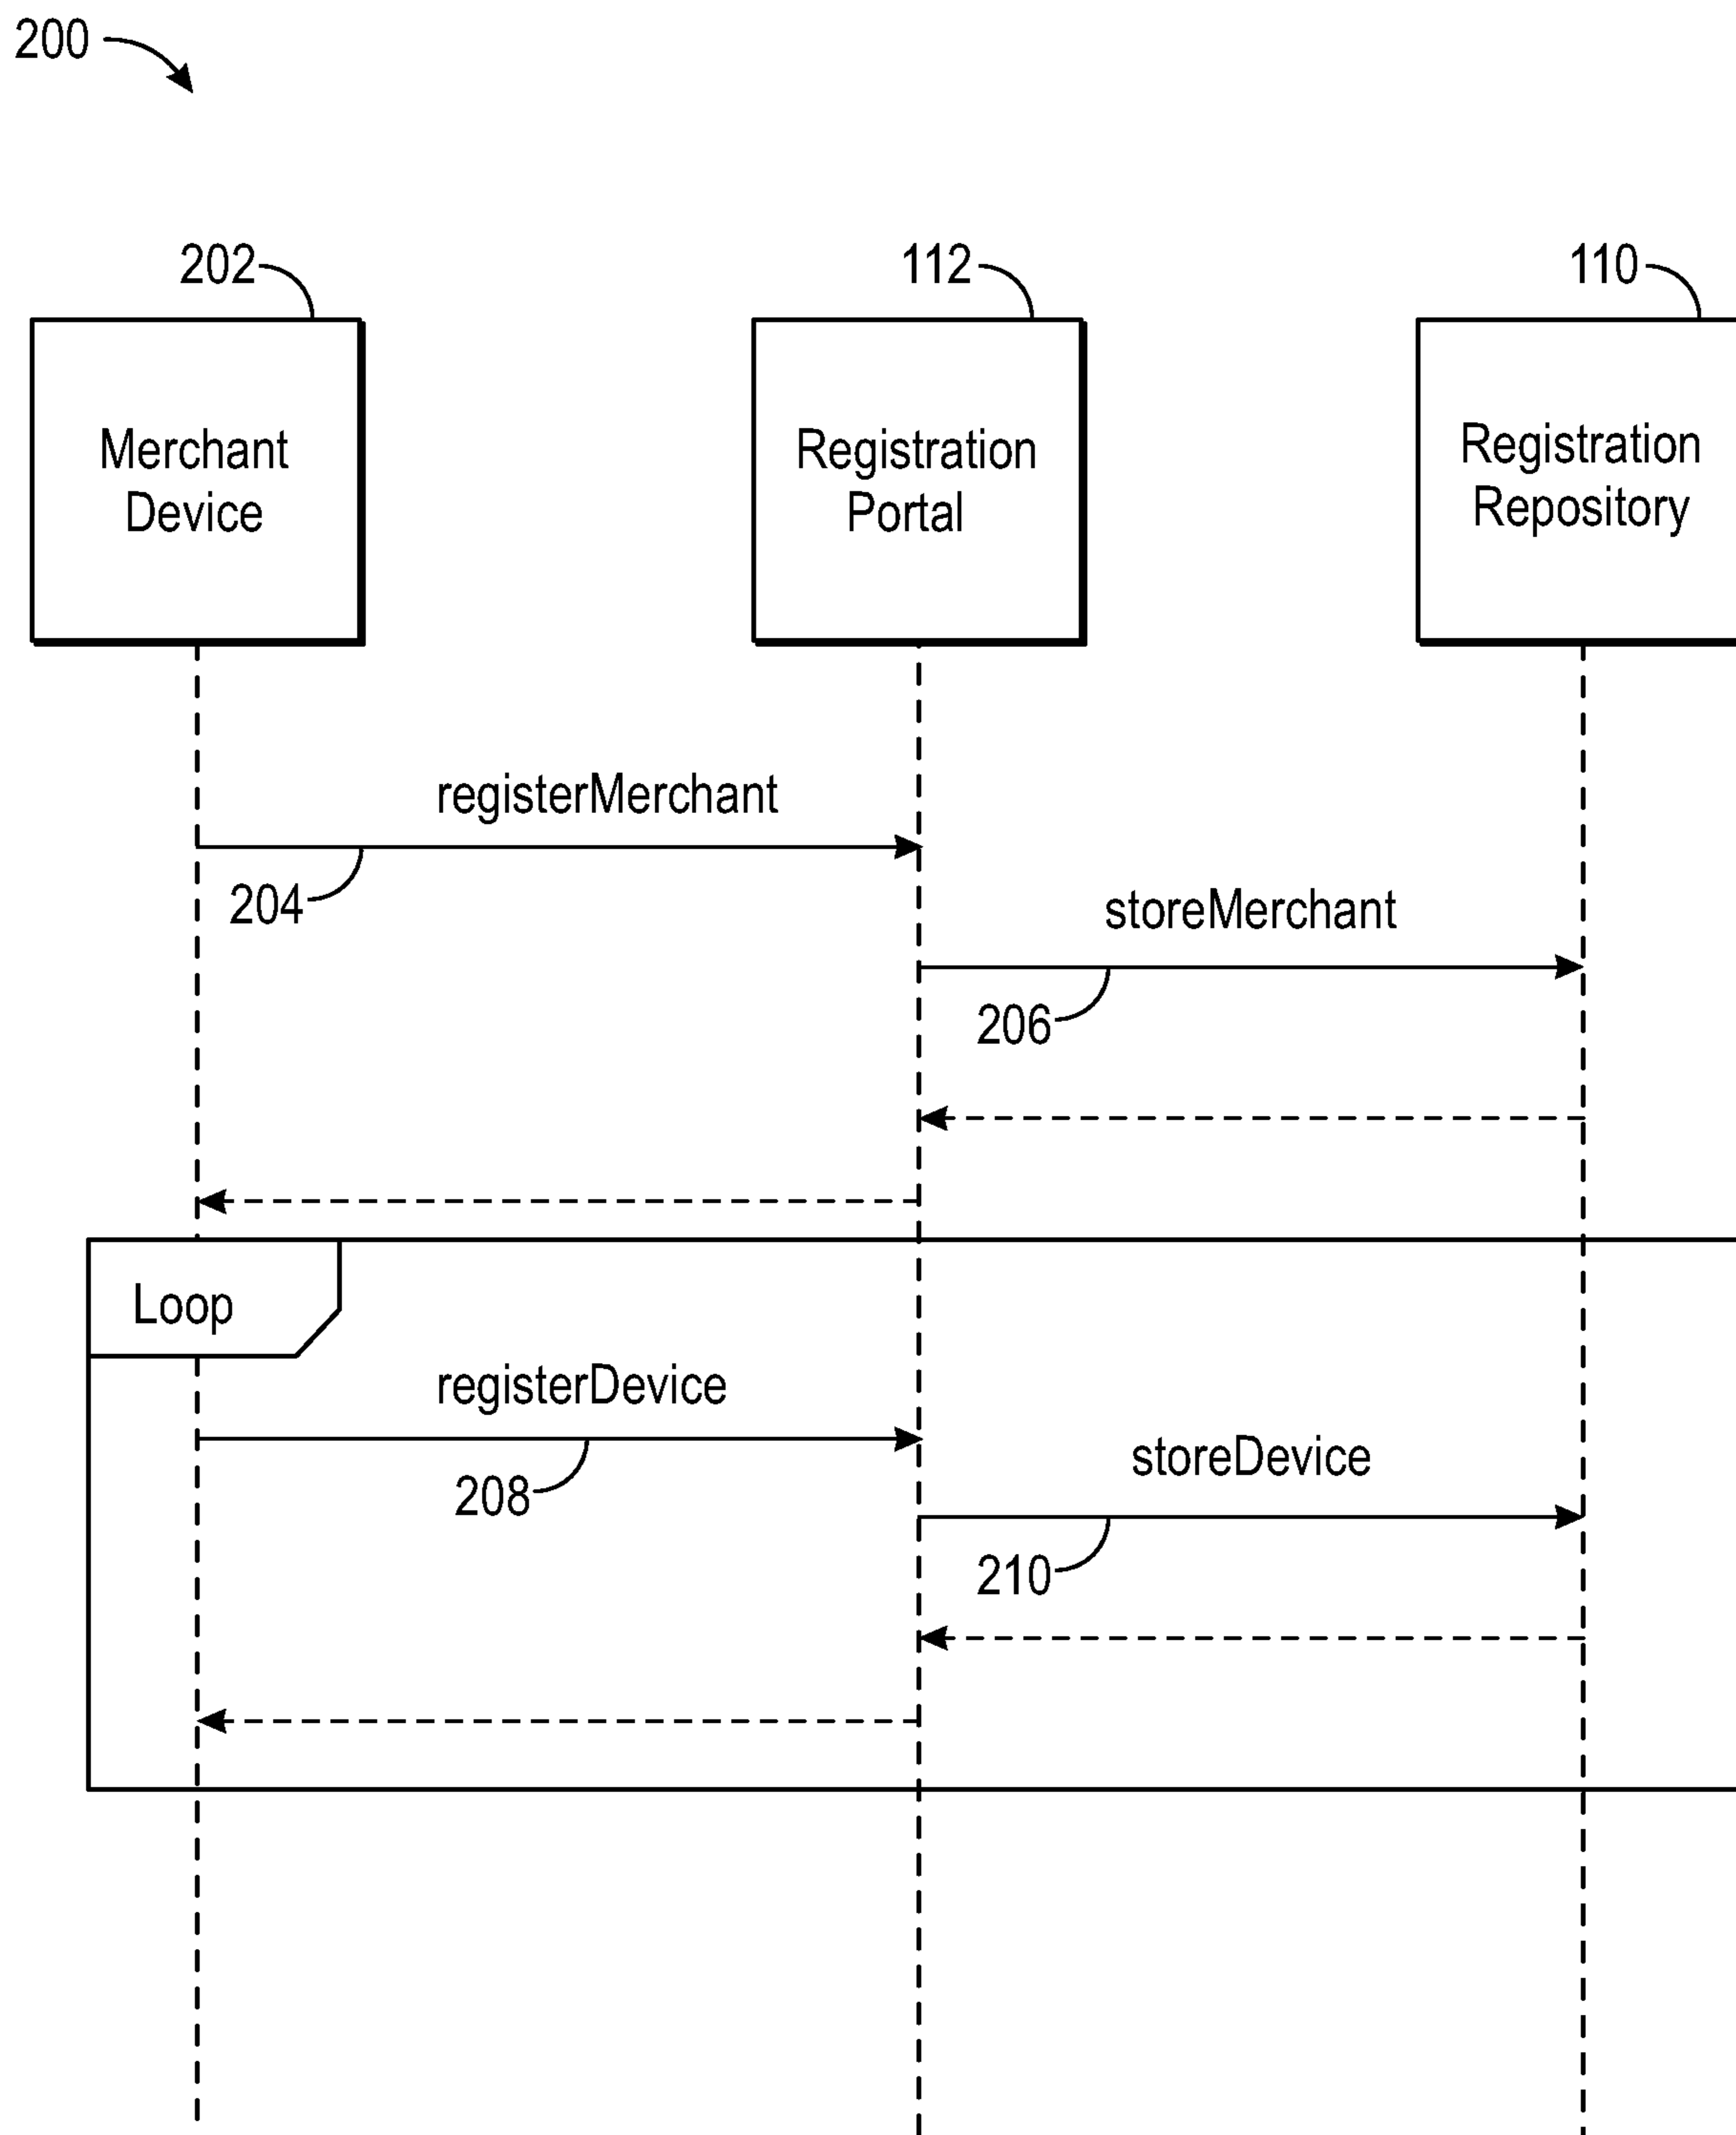 200
202
112
110
Merchant
Device
Registration
Portal
Registration
Repository
registerMerchant
204
storeMerchant
206
Loop
registerDevice
208
storeDevice
210